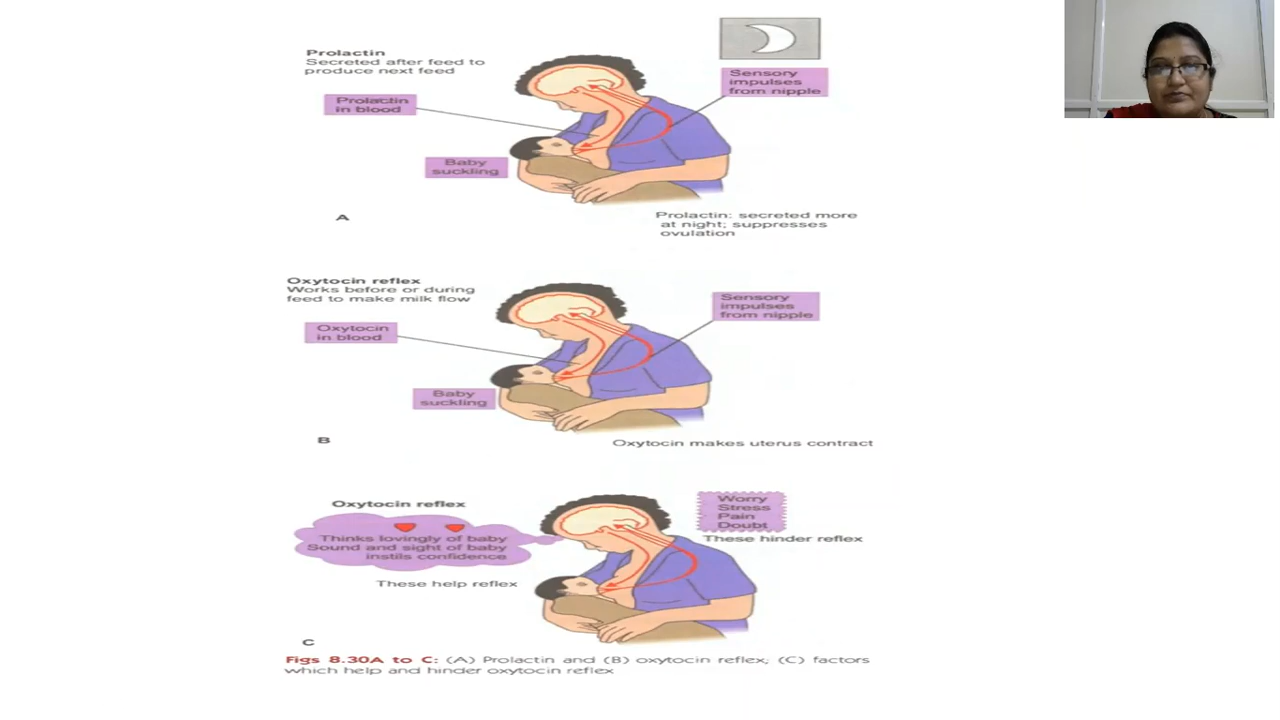 Prolactin
Secreted after feed to
produce next feed
Prolactin
in blood
Sensory
impulses
from nipple
Baby
suckling
A
Prolactin: secreted more
at night; suppresses
ovulation
Oxytocin reflex
Works before or during
feed to make milk flow
Oxytocin
in blood
Sensory
impulses
from nipple
Baby
suckling
B
Oxytocin makes uterus contract
Oxytocin reflex
Thinks lovingly of baby
Sound and sight of baby
instils confidence
These help reflex
Worry
Stress
Pain
Doubt
These hinder reflex
C
Figs 8.30A to C: (A) Prolactin and (B) oxytocin reflex; (C) factors
which help and hinder oxytocin reflex